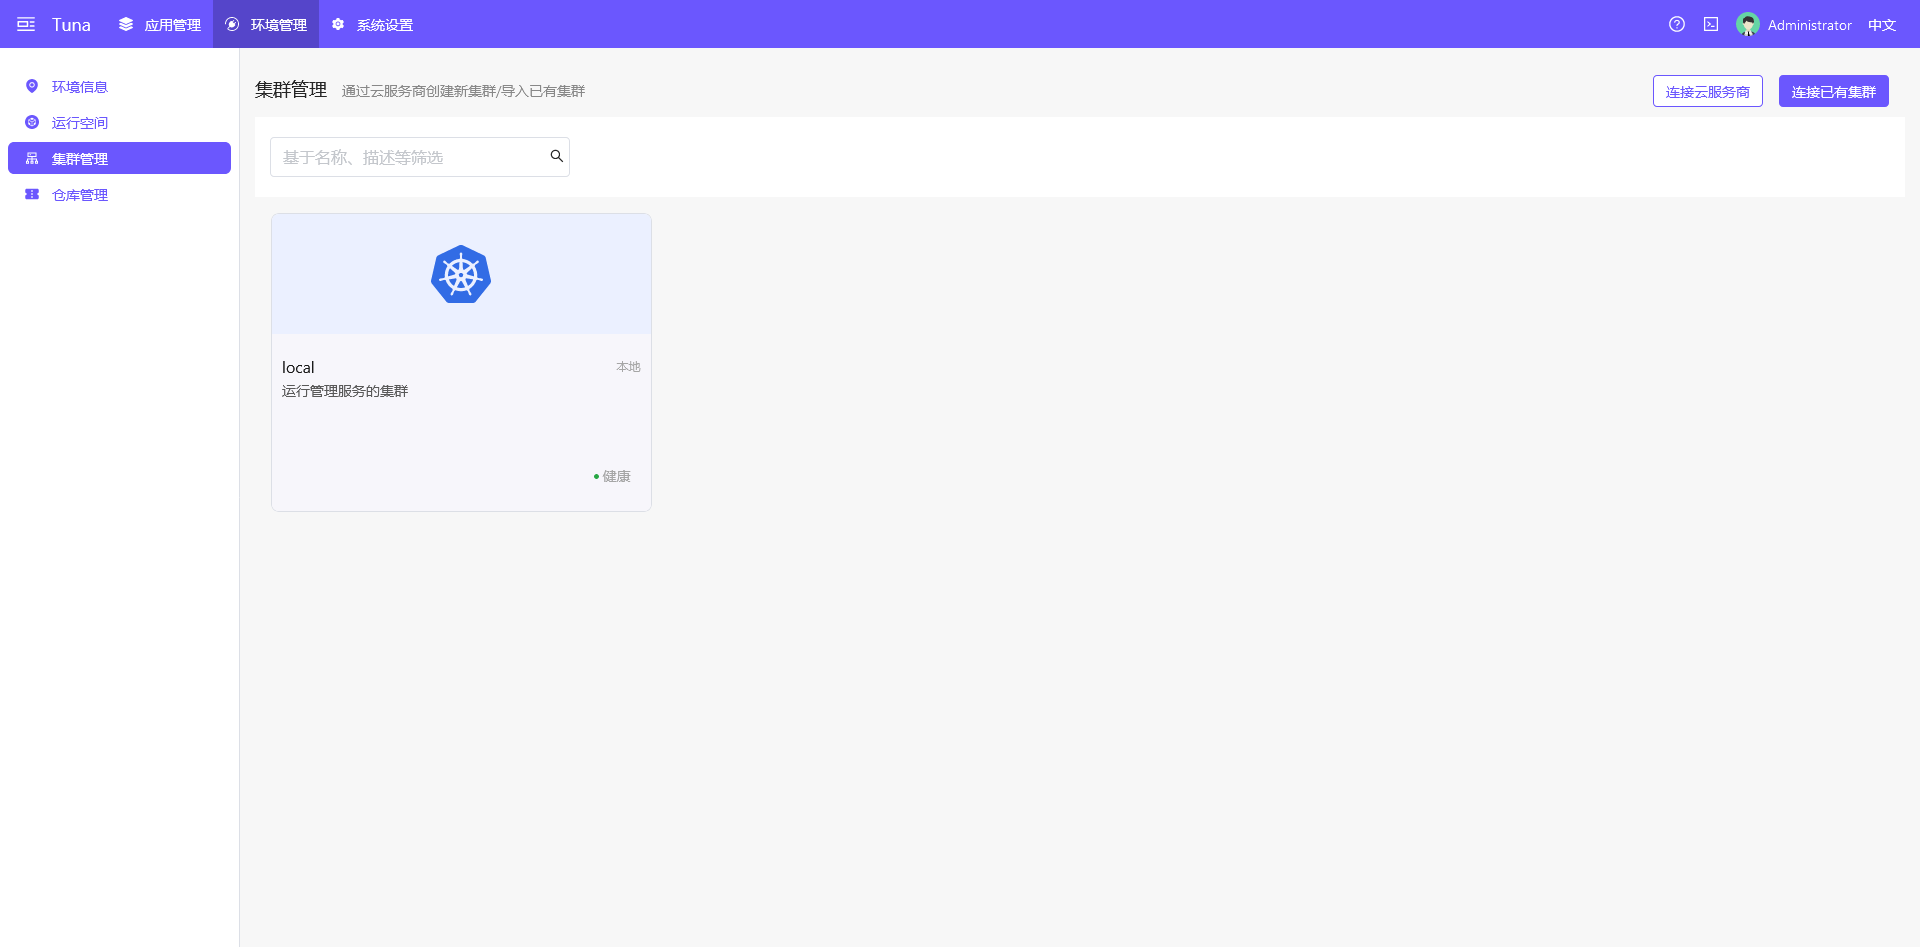 Tuna 应用管理 环境管理 系统设置 Administrator 中文
环境信息
运行空间
集群管理
仓库管理
集群管理 通过云服务商创建新集群/导入已有集群 连接云服务商 连接已有集群
基于名称、描述等筛选
local 本地
运行管理服务的集群
健康